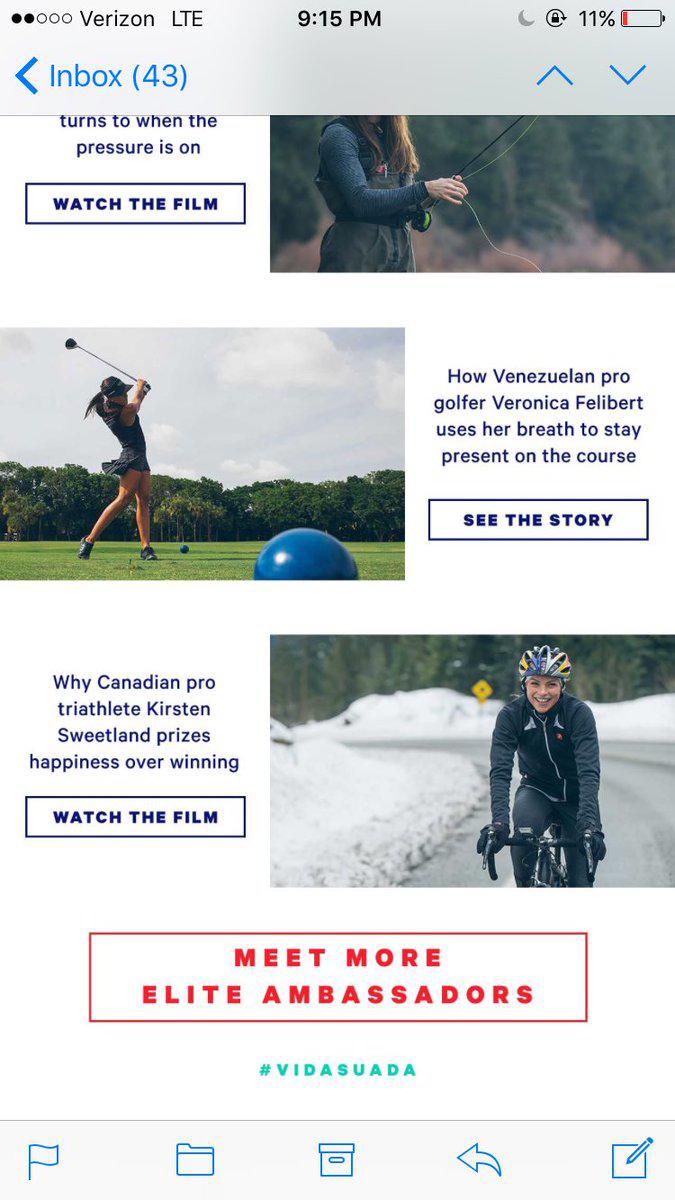 Verizon LTE 9:15 PM 11%
Inbox (43)
turns to when the
pressure is on
WATCH THE FILM
How Venezuelan pro
golfer Veronica Felibert
uses her breath to stay
present on the course
SEE THE STORY
Why Canadian pro
triathlete Kirsten
Sweetland prizes
happiness over winning
WATCH THE FILM
MEET MORE
ELITE AMBASSADORS
#VIDASUADA